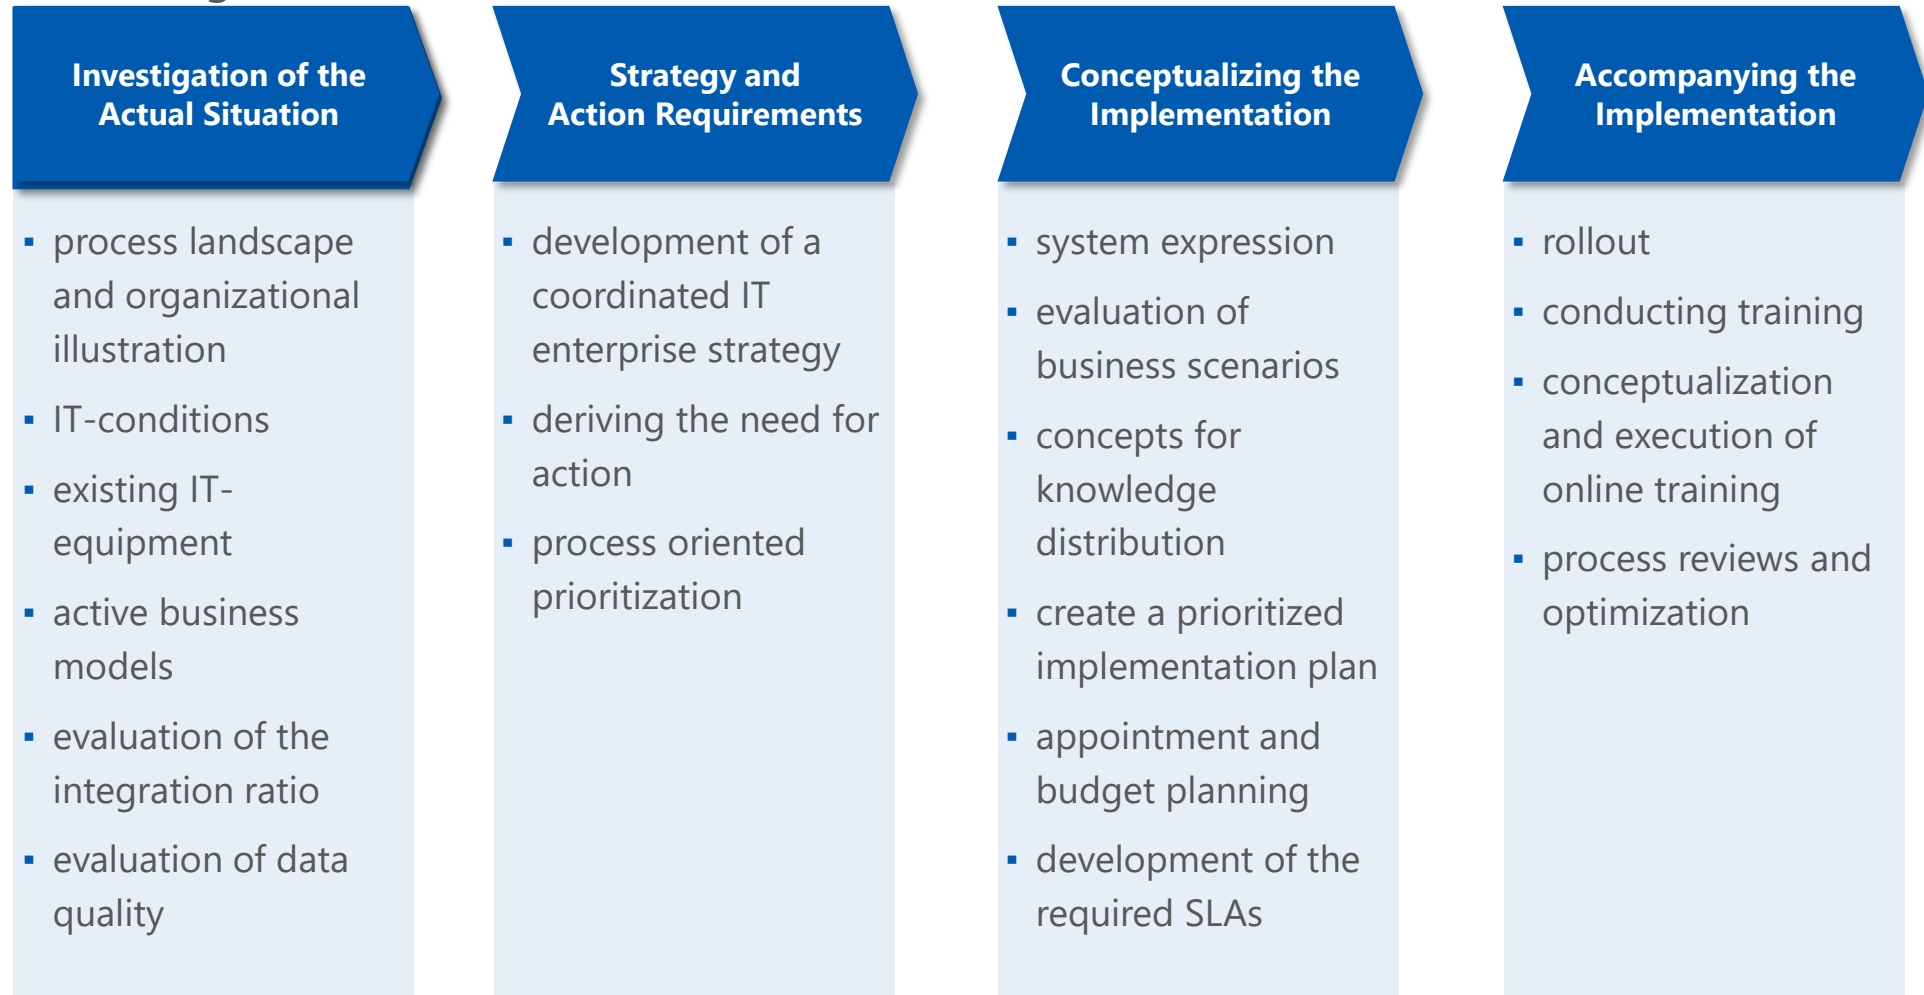 Investigation of the
Actual Situation
▪ process landscape
and organizational
illustration
▪ IT-conditions
▪ existing IT-
equipment
▪ active business
models
▪ evaluation of the
integration ratio
▪ evaluation of data
quality
Strategy and
Action Requirements
▪ development of a
coordinated IT
enterprise strategy
▪ deriving the need for
action
▪ process oriented
prioritization
Conceptualizing the
Implementation
▪ system expression
▪ evaluation of
business scenarios
▪ concepts for
knowledge
distribution
▪ create a prioritized
implementation plan
▪ appointment and
budget planning
▪ development of the
required SLAs
Accompanying the
Implementation
▪ rollout
▪ conducting training
▪ conceptualization
and execution of
online training
▪ process reviews and
optimization